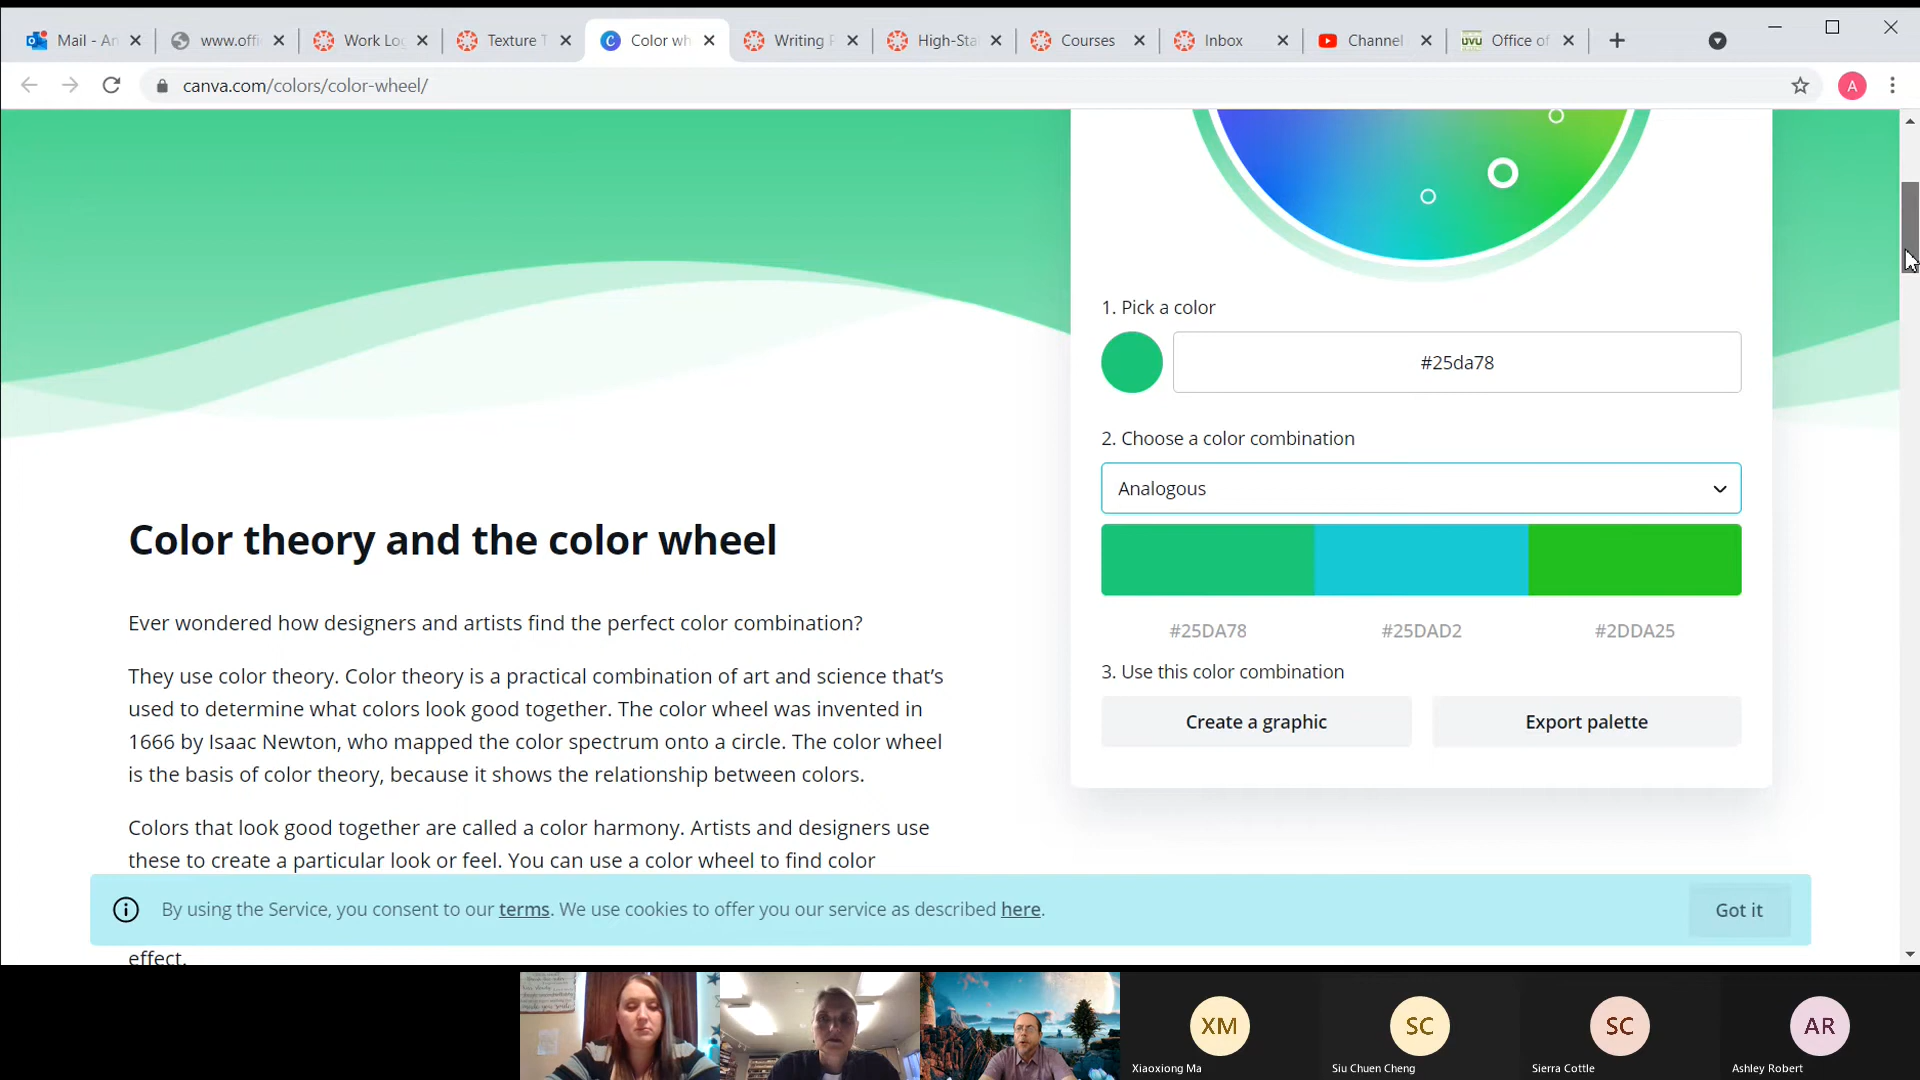 Mail - An
www.offi
Work Lo
Texture T
Color wh
Writing P
High-Sta
Courses
Inbox
Channel
UVU
Office of
canva.com/colors/color-wheel/
A
1. Pick a color
#25da78
2. Choose a color combination
Analogous
#25DA78
#25DAD2
#2DDA25
3. Use this color combination
Create a graphic
Export palette
Color theory and the color wheel
Ever wondered how designers and artists find the perfect color combination?
They use color theory. Color theory is a practical combination of art and science that's
used to determine what colors look good together. The color wheel was invented in
1666 by Isaac Newton, who mapped the color spectrum onto a circle. The color wheel
is the basis of color theory, because it shows the relationship between colors.
Colors that look good together are called a color harmony. Artists and designers use
these to create a particular look or feel. You can use a color wheel to find color
By using the Service, you consent to our terms. We use cookies to offer you our service as described here.
Got it
effect.
XM
SC
SC
AR
Xiaoxiong Ma
Siu Chuen Cheng
Sierra Cottle
Ashley Robert